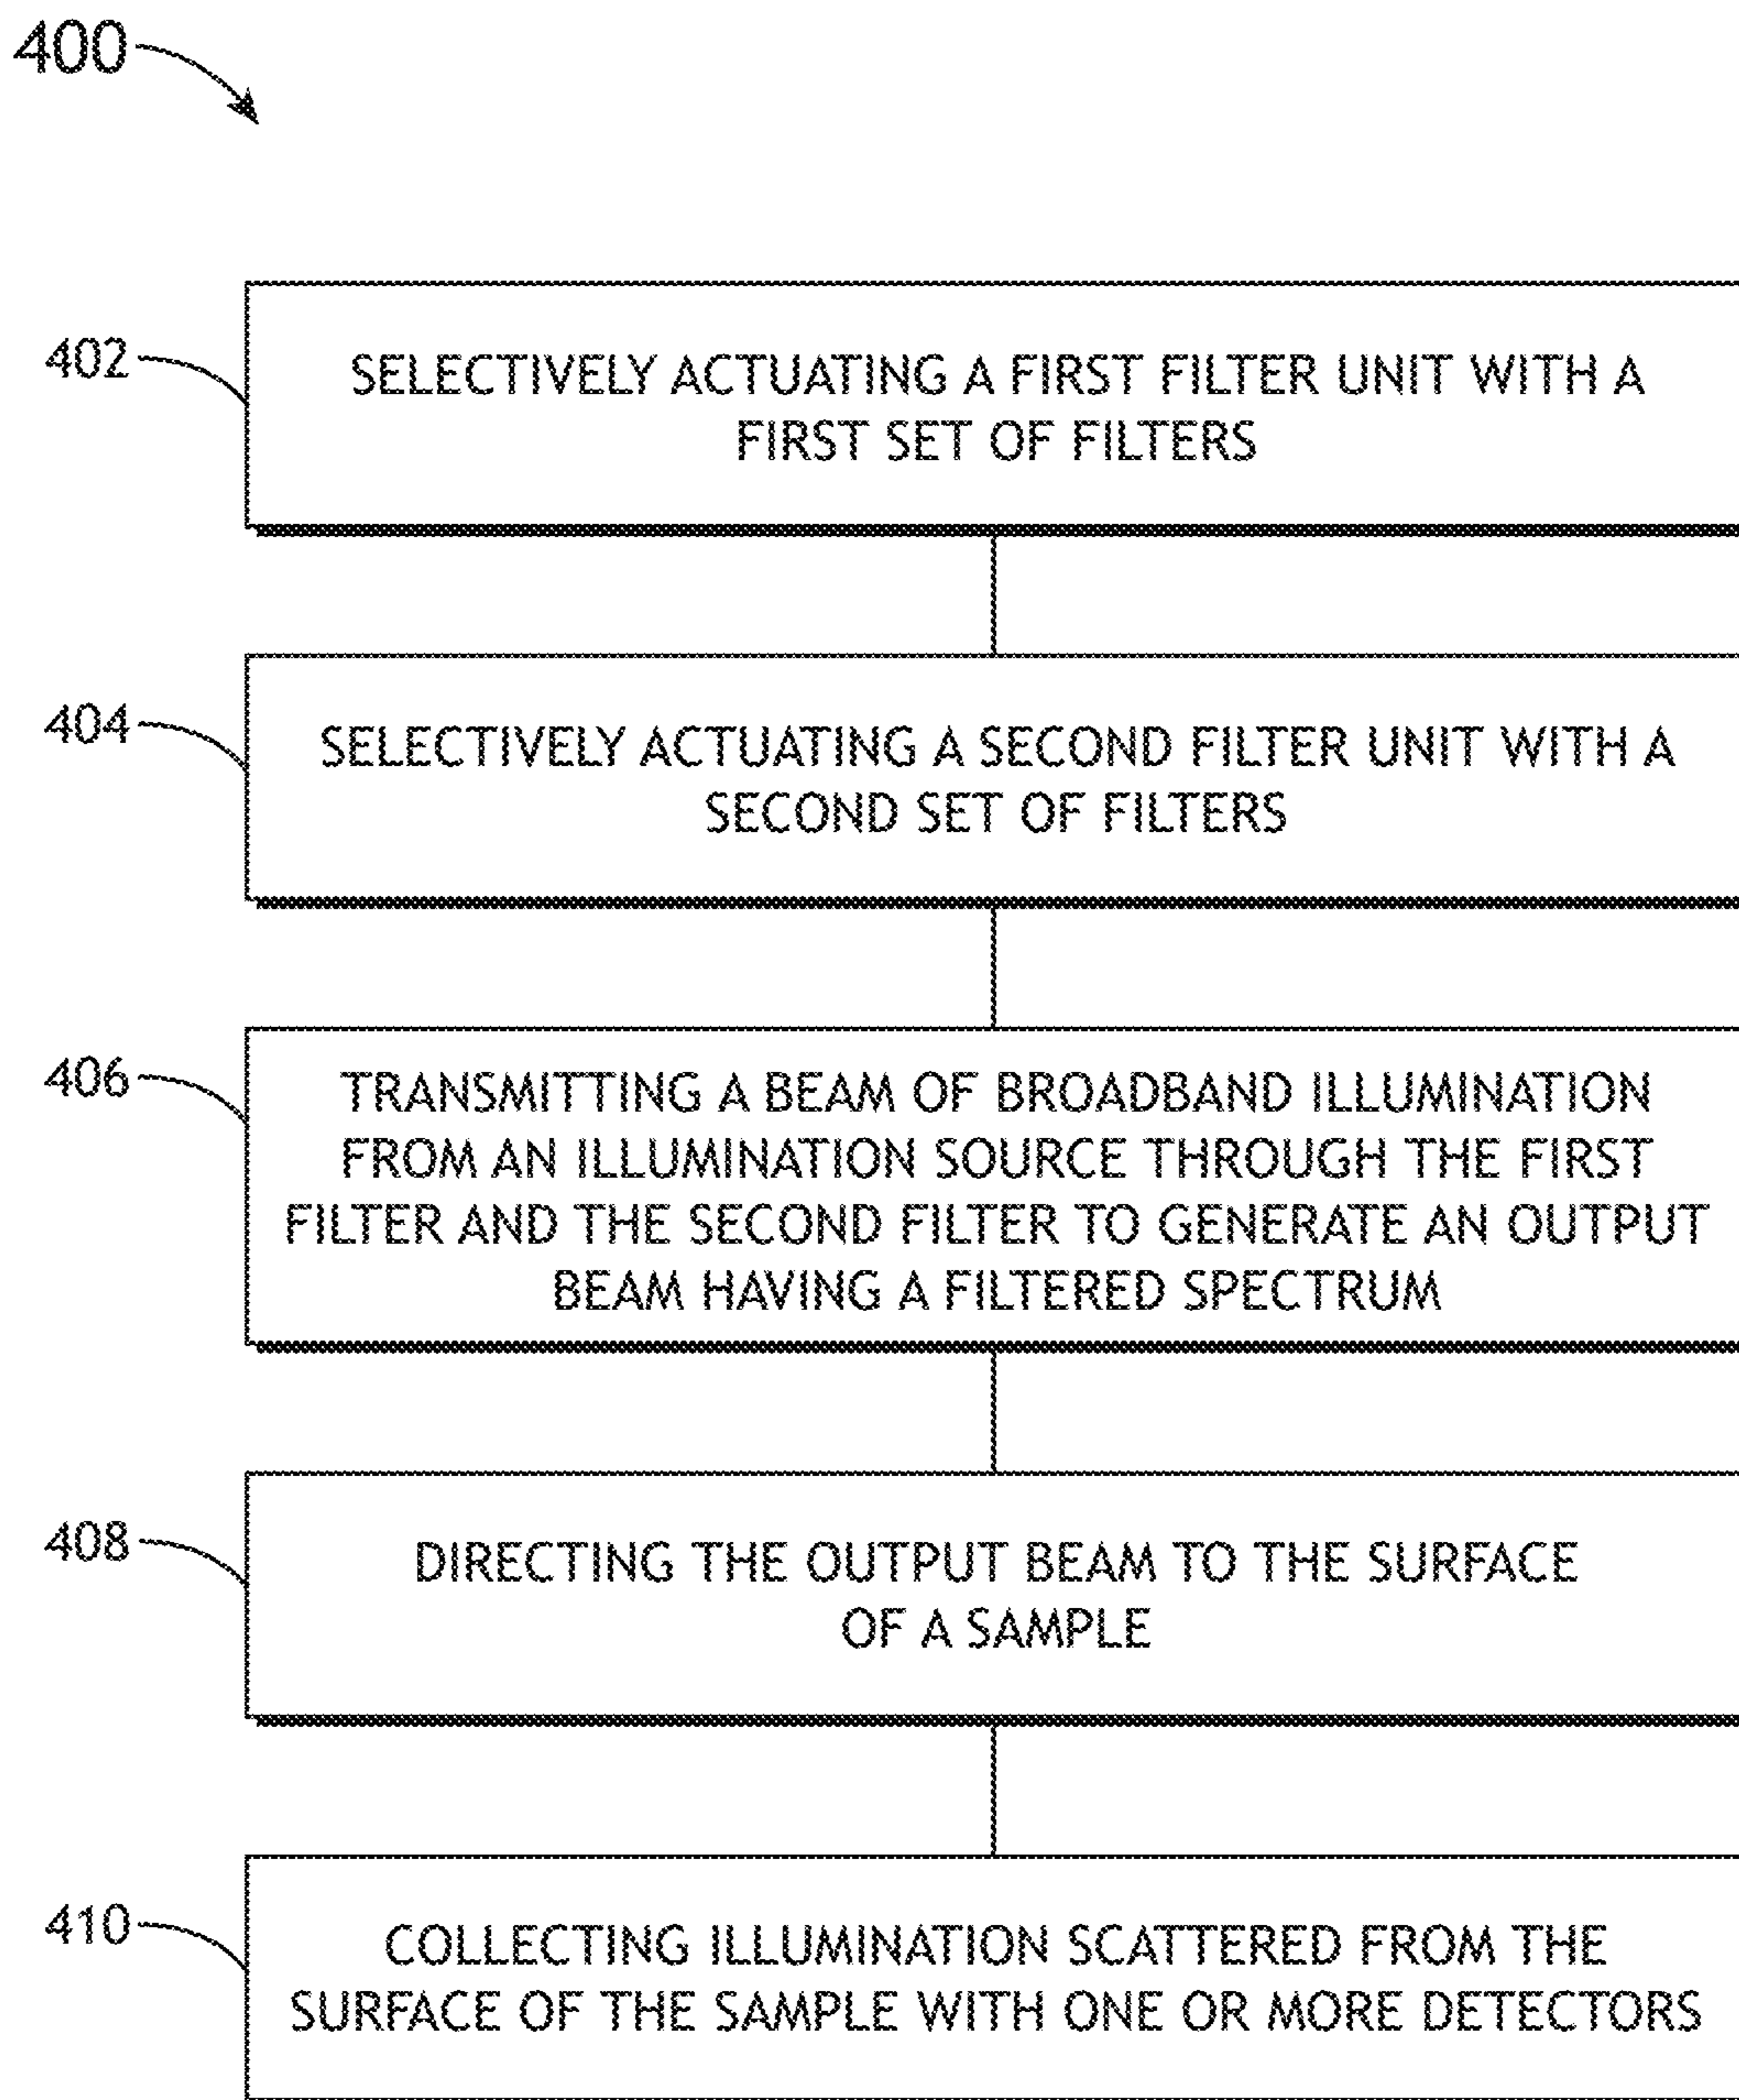 400
402
SELECTIVELY ACTUATING A FIRST FILTER UNIT WITH A
FIRST SET OF FILTERS
404
SELECTIVELY ACTUATING A SECOND FILTER UNIT WITH A
SECOND SET OF FILTERS
406
TRANSMITTING A BEAM OF BROADBAND ILLUMINATION
FROM AN ILLUMINATION SOURCE THROUGH THE FIRST
FILTER AND THE SECOND FILTER TO GENERATE AN OUTPUT
BEAM HAVING A FILTERED SPECTRUM
408
DIRECTING THE OUTPUT BEAM TO THE SURFACE
OF A SAMPLE
410
COLLECTING ILLUMINATION SCATTERED FROM THE
SURFACE OF THE SAMPLE WITH ONE OR MORE DETECTORS